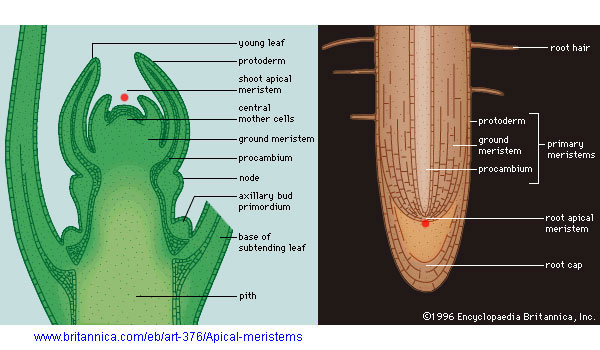 young leaf
protoderm
shoot apical
meristem
central
mother cells
ground meristem
procambium
node
axillary bud
primordium
base of
subtending leaf
pith
root hair
protoderm
ground
meristem
procambium
primary
meristems
root apical
meristem
root cap
©1996 Encyclopaedia Britannica, Inc.
www.britannica.com/eb/art-376/Apical-meristems